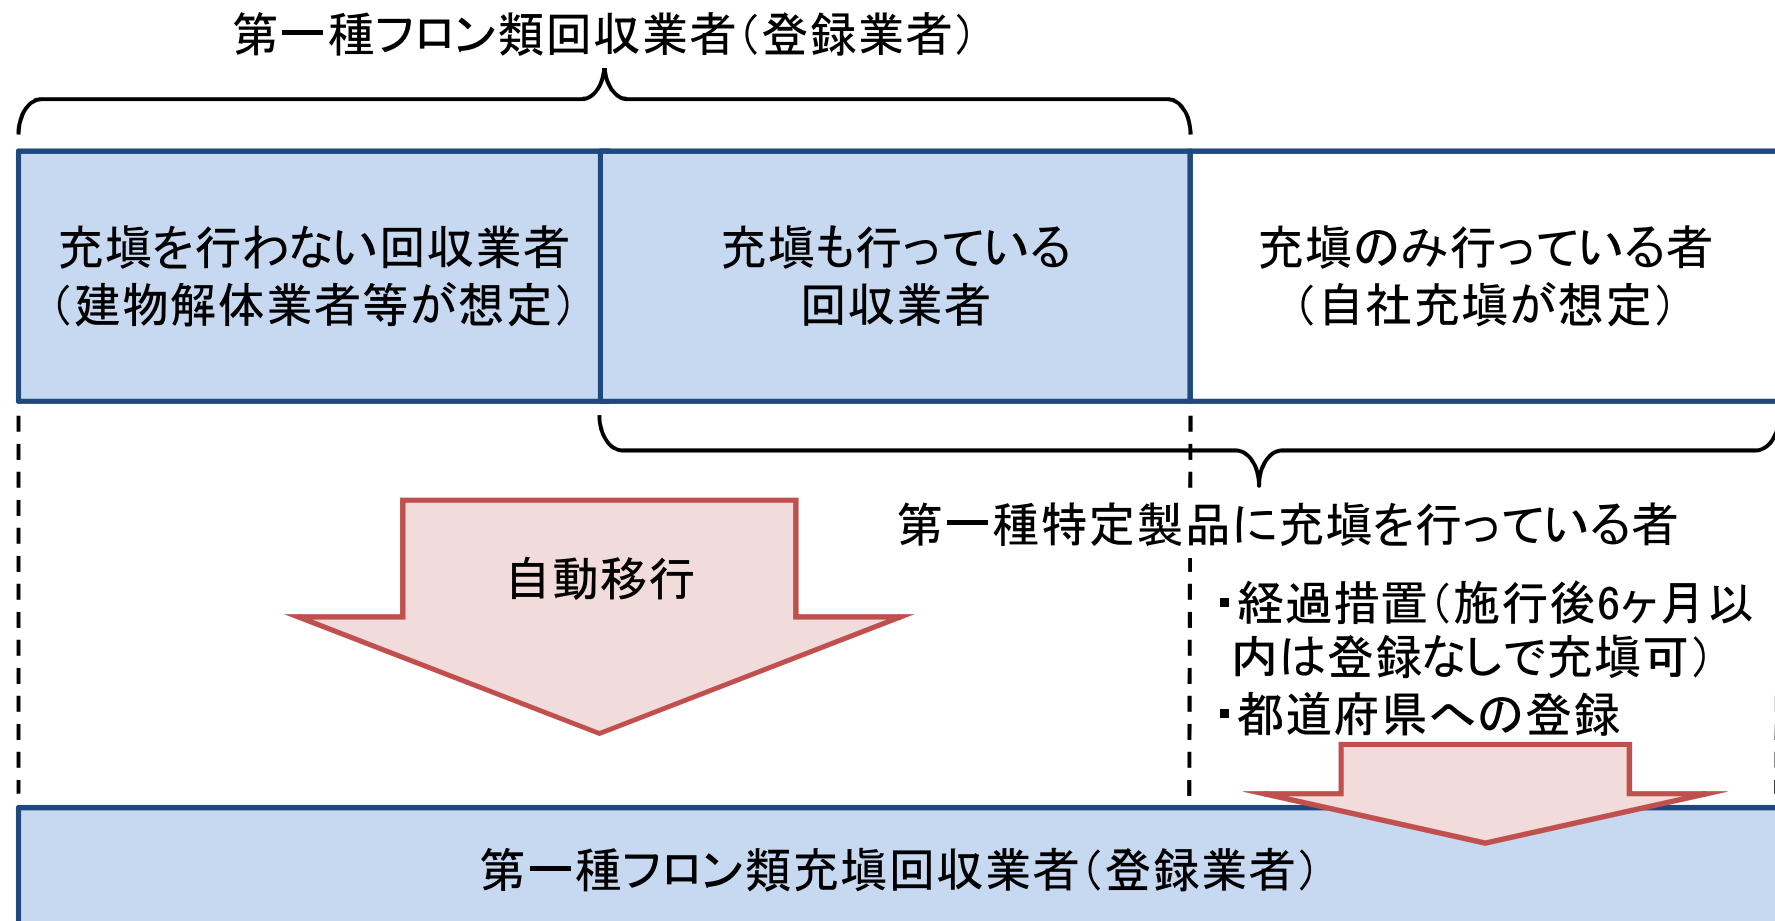 第一種フロン類回収業者（登録業者）
充塡を行わない回収業者
（建物解体業者等が想定）
充塡も行っている
回収業者
充塡のみ行っている者
（自社充塡が想定）
第一種特定製品に充塡を行っている者
自動移行
・経過措置（施行後6ヶ月以
内は登録なしで充塡可）
・都道府県への登録
第一種フロン類充塡回収業者（登録業者）